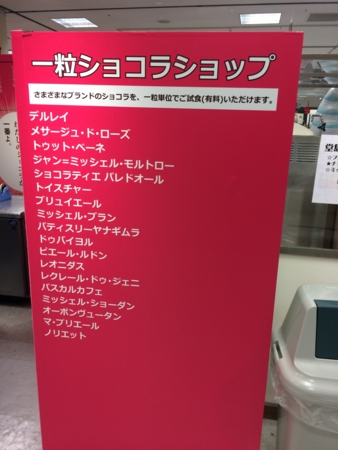 一粒ショコラショップ
さまざまなブランドのショコラを、一粒単位でご試食(有料)いただけます。
デルレイ
メサージュ・ド・ローズ
トゥット・ベーネ
ジャン=ミッシェル・モルトロー
ショコラティエ パレドオール
トイスチャー
ブリュイエール
ミッシェル・ブラン
パティスリーヤナギムラ
ドゥバイヨル
ピエール・ルドン
レオニダス
レクレール・ドゥ・ジェニ
パスカルカフェ
ミッシェル・ショーダン
オーボンヴュータン
マ・プリエール
ノリエット